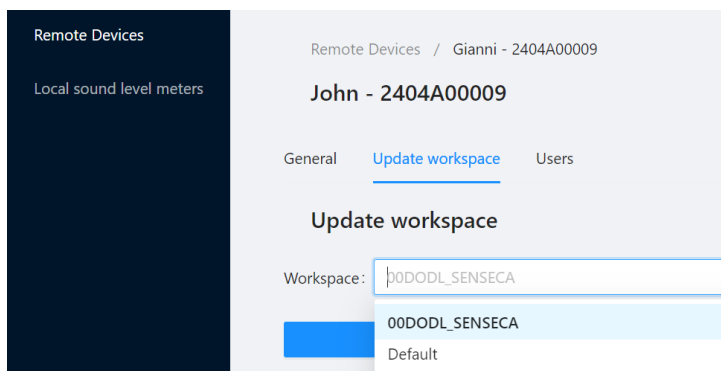 Remote Devices
Local sound level meters
Remote Devices / Gianni - 2404A00009
John - 2404A00009
General Update workspace Users
Update workspace
Workspace: 00DODL_SENSECA
00DODL_SENSECA
Default